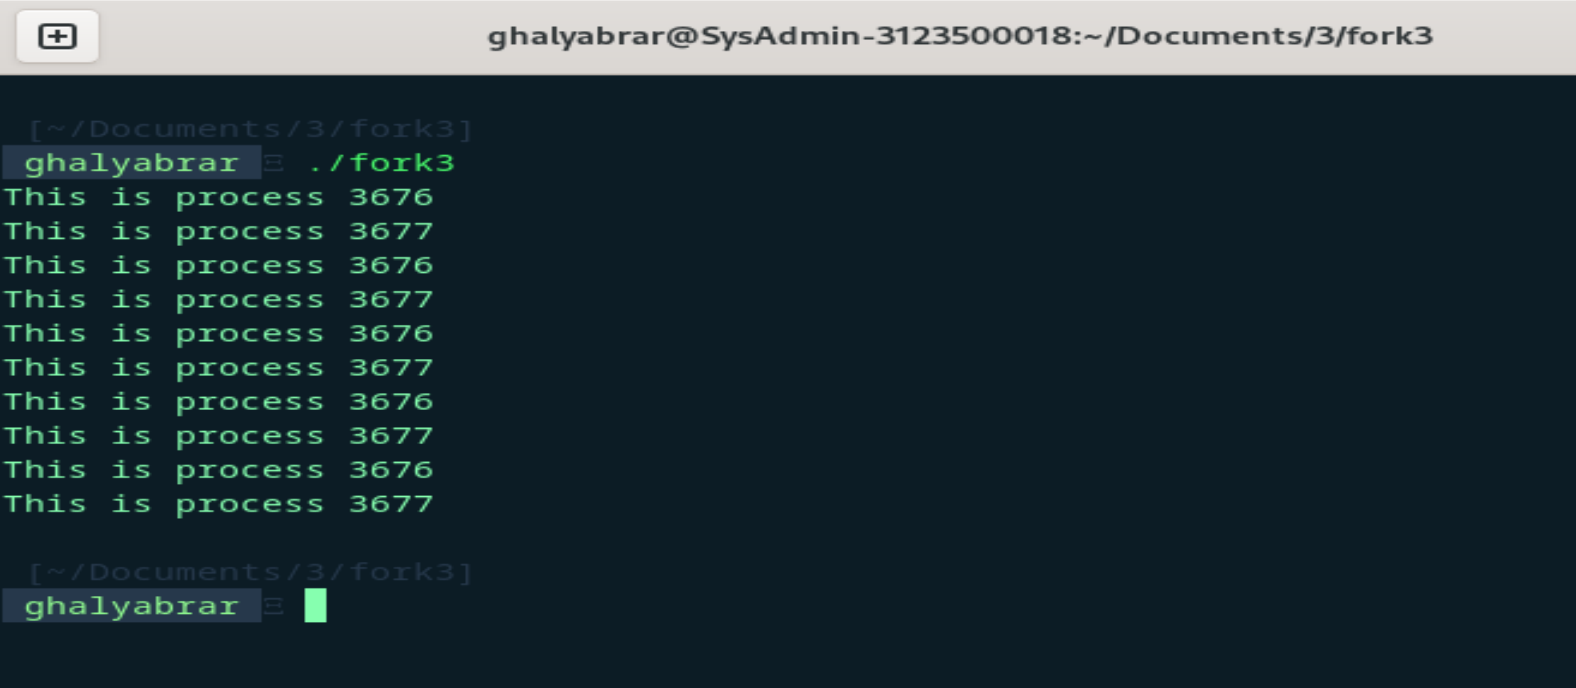 ghalyabrar@SysAdmin-3123500018:~/Documents/3/fork3
[~/Documents/3/fork3]
ghalyabrar Ξ ./fork3
This is process 3676
This is process 3677
This is process 3676
This is process 3677
This is process 3676
This is process 3677
This is process 3676
This is process 3677
This is process 3676
This is process 3677
[~/Documents/3/fork3]
ghalyabrar Ξ